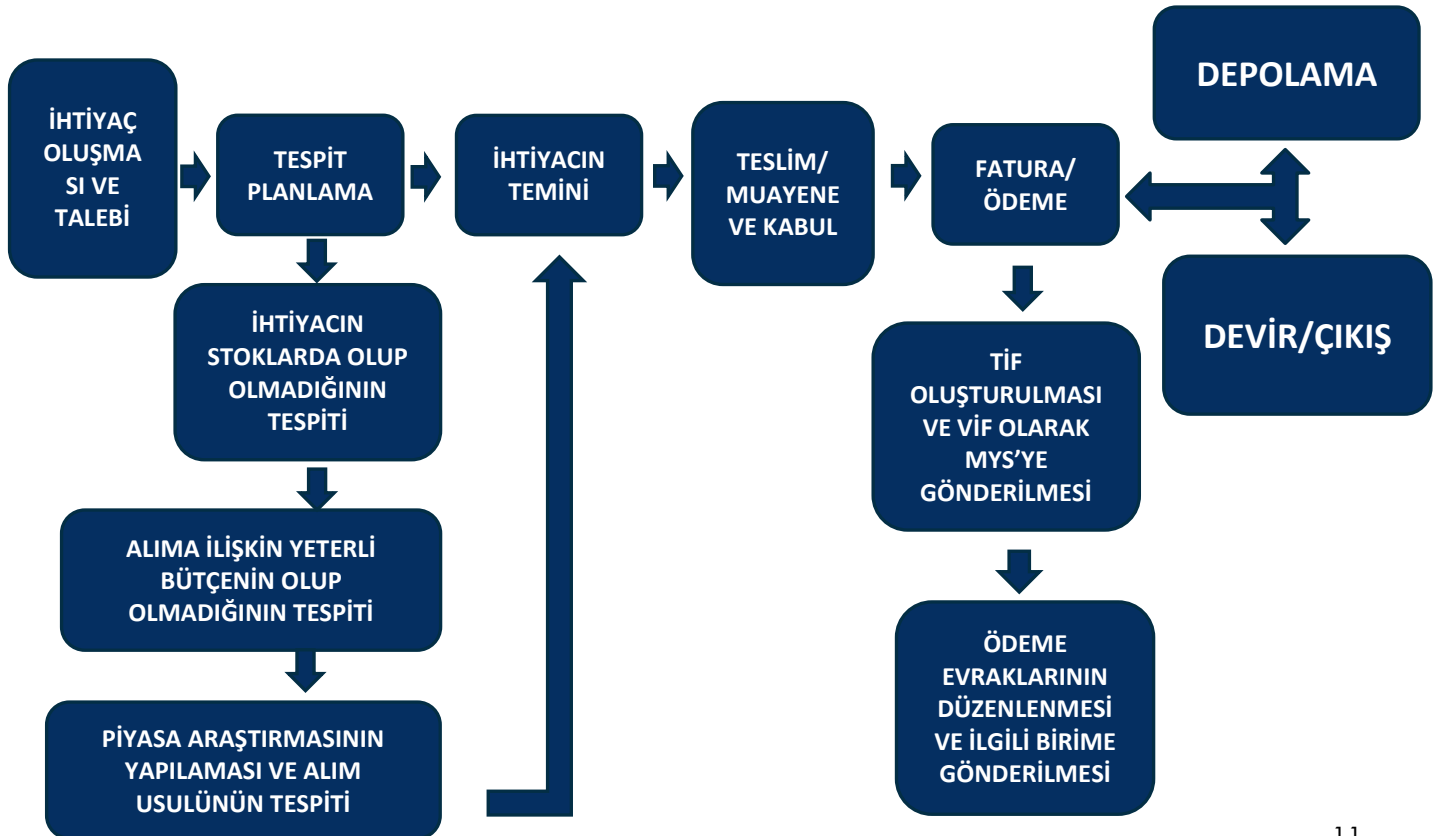 İHTİYAÇ
OLUŞMA
SI VE
TALEBİ
TESPİT
PLANLAMA
İHTİYACIN
TEMİNİ
TESLİM/
MUAYENE
VE KABUL
FATURA/
ÖDEME
DEPOLAMA
DEVİR/ÇIKIŞ
İHTİYACIN
STOKLARDA OLUP
OLMADIĞININ
TESPİTİ
ALIMA İLİŞKİN YETERLİ
BÜTÇENİN OLUP
OLMADIĞININ TESPİTİ
PİYASA ARAŞTIRMASININ
YAPILAMASI VE ALIM
USULÜNÜN TESPİTİ
TİF
OLUŞTURULMASI
VE VİF OLARAK
MYS’YE
GÖNDERİLMESİ
ÖDEME
EVRAKLARININ
DÜZENLENMESİ
VE İLGİLİ BİRİME
GÖNDERİLMESİ
11